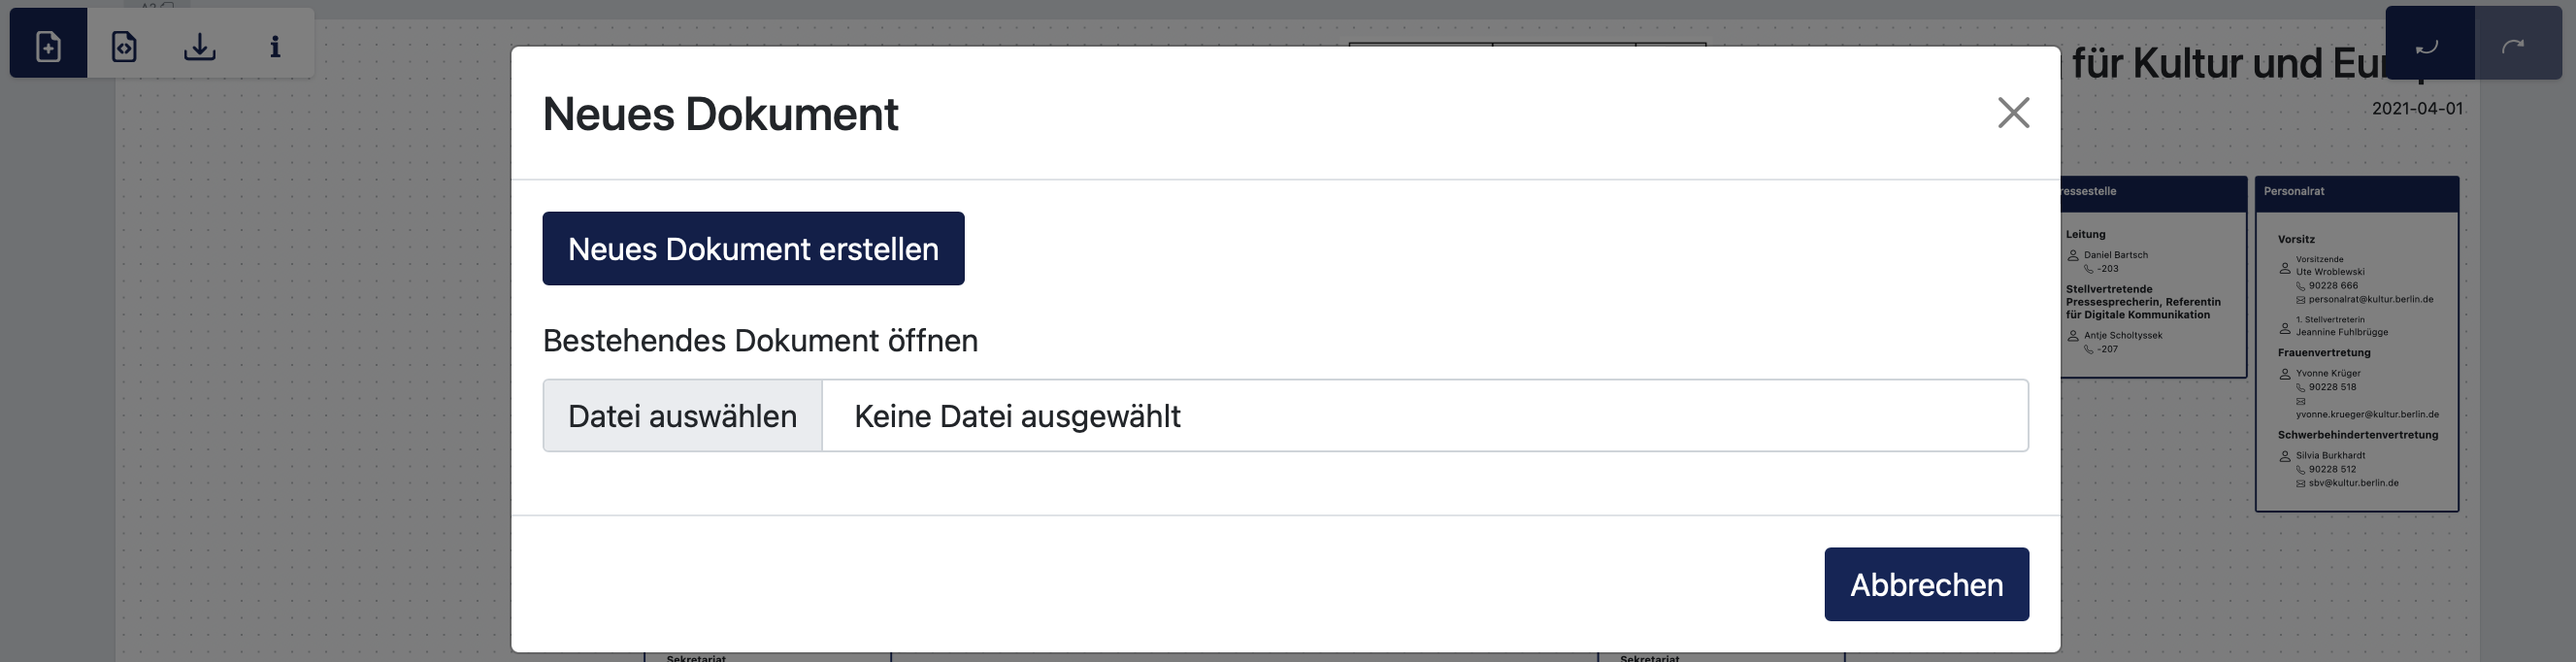 A3
für Kultur und Eur
2021-04-01
Neues Dokument
Neues Dokument erstellen
Bestehendes Dokument öffnen
Datei auswählen
Keine Datei ausgewählt
Abbrechen
ressestelle
Leitung
Daniel Bartsch
-203
Stellvertretende
Pressesprecherin, Referentin
für Digitale Kommunikation
Antje Scholtyssek
-207
Personalrat
Vorsitz
Vorsitzende
Ute Wroblewski
90228 666
personalrat@kultur.berlin.de
1. Stellvertreterin
Jeannine Fuhlbrügge
Frauenvertretung
Yvonne Krüger
90228 518
yvonne.krueger@kultur.berlin.de
Schwerbehindertenvertretung
Silvia Burkhardt
90228 512
sbv@kultur.berlin.de
Sekretariat
Sekretariat